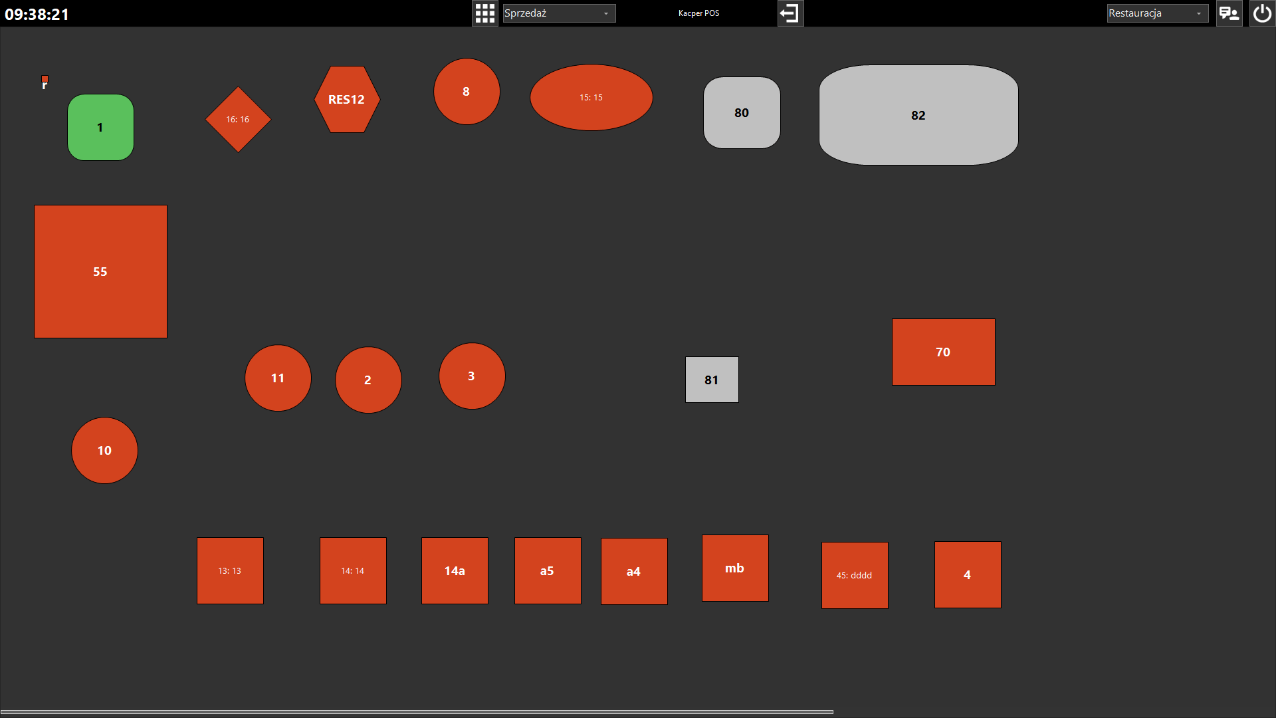 09:38:21
Sprzedaż
Kacper POS
Restauracja
r
1
16: 16
RES12
8
15: 15
80
82
55
11
2
3
81
70
10
13: 13
14: 14
14a
a5
a4
mb
45: dddd
4